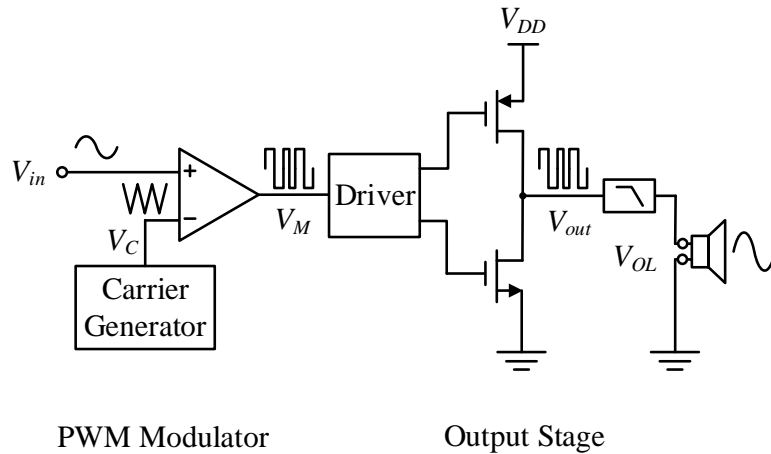 V_DD
V_in
+
−
V_C
V_M
Driver
V_out
V_OL
Carrier
Generator
PWM Modulator
Output Stage